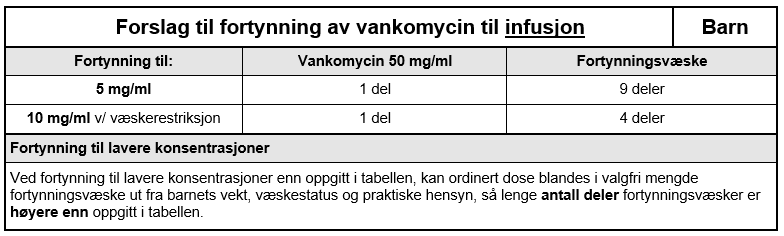 Forslag til fortynning av vankomycin til infusjon Barn
Fortynning til: Vankomycin 50 mg/ml Fortynningsvæske
5 mg/ml 1 del 9 deler
10 mg/ml v/ væskerestriksjon 1 del 4 deler
Fortynning til lavere konsentrasjoner
Ved fortynning til lavere konsentrasjoner enn oppgitt i tabellen, kan ordinert dose blandes i valgfri mengde
fortynningsvæske ut fra barnets vekt, væskestatus og praktiske hensyn, så lenge antall deler fortynningsvæsker er
høyere enn oppgitt i tabellen.